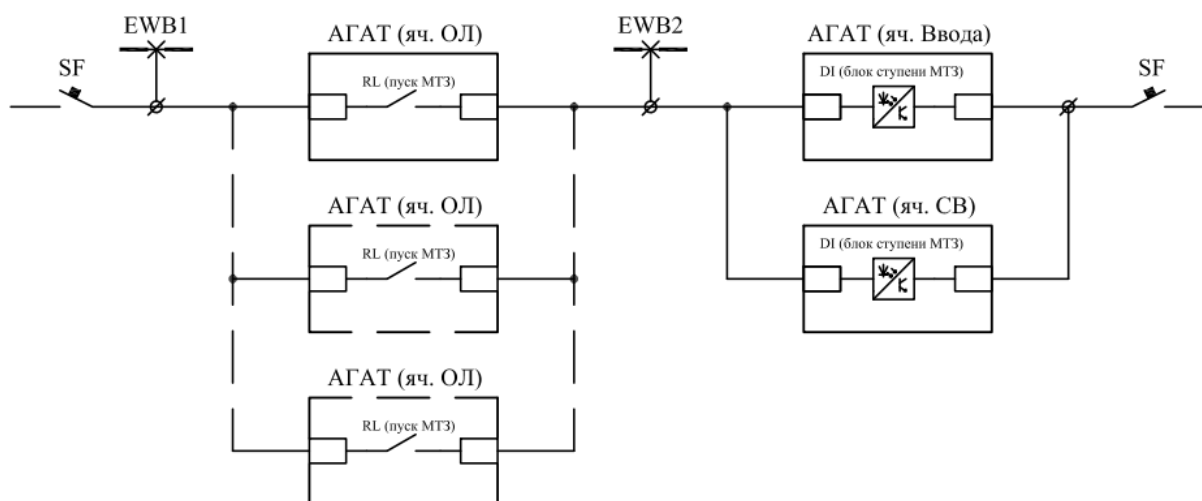 EWB1
АГАТ (яч. ОЛ)
EWB2
АГАТ (яч. Ввода)
SF
RL (пуск МТЗ)
DI (блок ступени МТЗ)
SF
АГАТ (яч. ОЛ)
АГАТ (яч. СВ)
RL (пуск МТЗ)
DI (блок ступени МТЗ)
АГАТ (яч. ОЛ)
RL (пуск МТЗ)